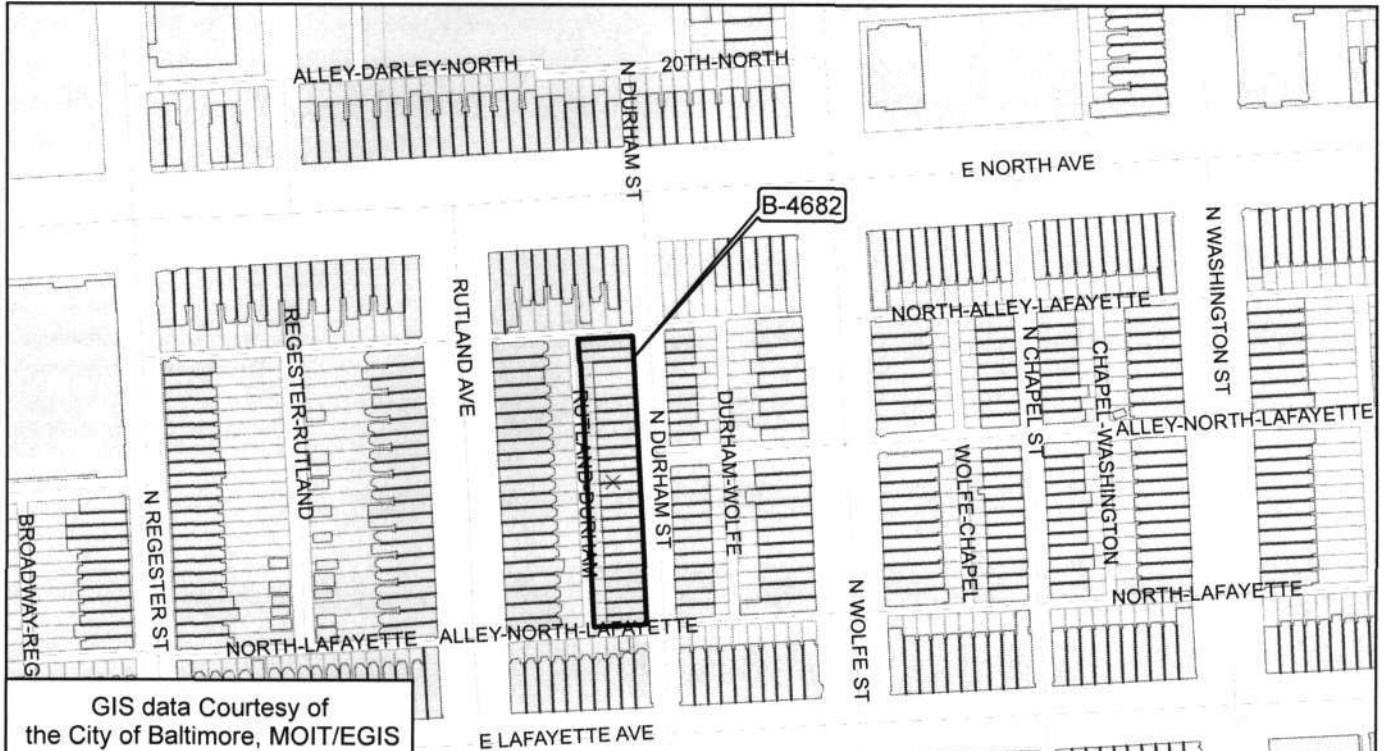 ALLEY-DARLEY-NORTH
20TH-NORTH
N DURHAM ST
E NORTH AVE
B-4682
N WASHINGTON ST
RUTLAND AVE
REGESTER-RUTLAND
NORTH-ALLEY-LAFAYETTE
N CHAPEL ST
CHAPEL-WASHINGTON
RUTLAND-DURHAM
N DURHAM ST
DURHAM-WOLFE
ALLEY-NORTH-LAFAYETTE
WOLFE-CHAPEL
BROADWAY-REG
N REGESTER ST
N WOLFE ST
NORTH-LAFAYETTE
NORTH-LAFAYETTE
ALLEY-NORTH-LAFAYETTE
GIS data Courtesy of
the City of Baltimore, MOIT/EGIS
E LAFAYETTE AVE